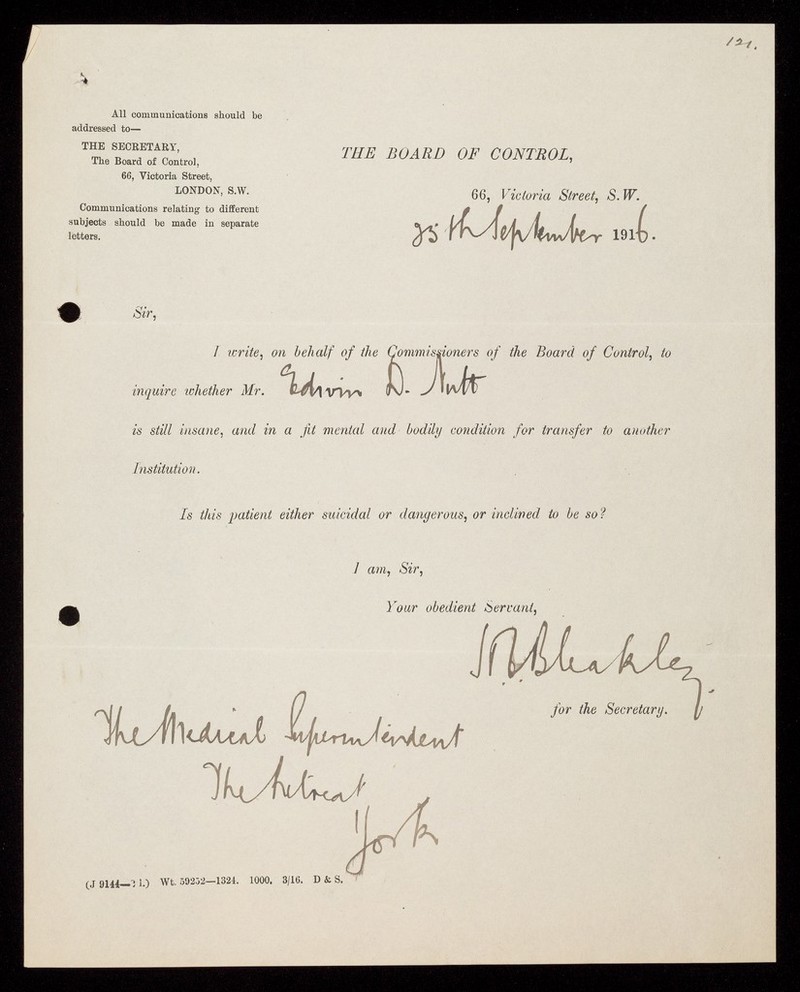 121.
All communications should be
addressed to—
THE SECRETARY,
The Board of Control,
66, Victoria Street,
LONDON, S.W.
Communications relating to different
subjects should be made in separate
letters.
THE BOARD OF CONTROL,
66, Victoria Street, S.W.
25th September 1916.
Sir,
I write, on behalf of the Commissioners of the Board of Control, to
inquire whether Mr. Edwin D. Nutt
is still insane, and in a fit mental and bodily condition for transfer to another
Institution.
Is this patient either suicidal or dangerous, or inclined to be so?
I am, Sir,
Your obedient Servant,
Bleakley
for the Secretary.
The Medical Superintendent
The Retreat
York
(J 9144— 1.) Wt. 59252—1324. 1000. 3/16. D & S.